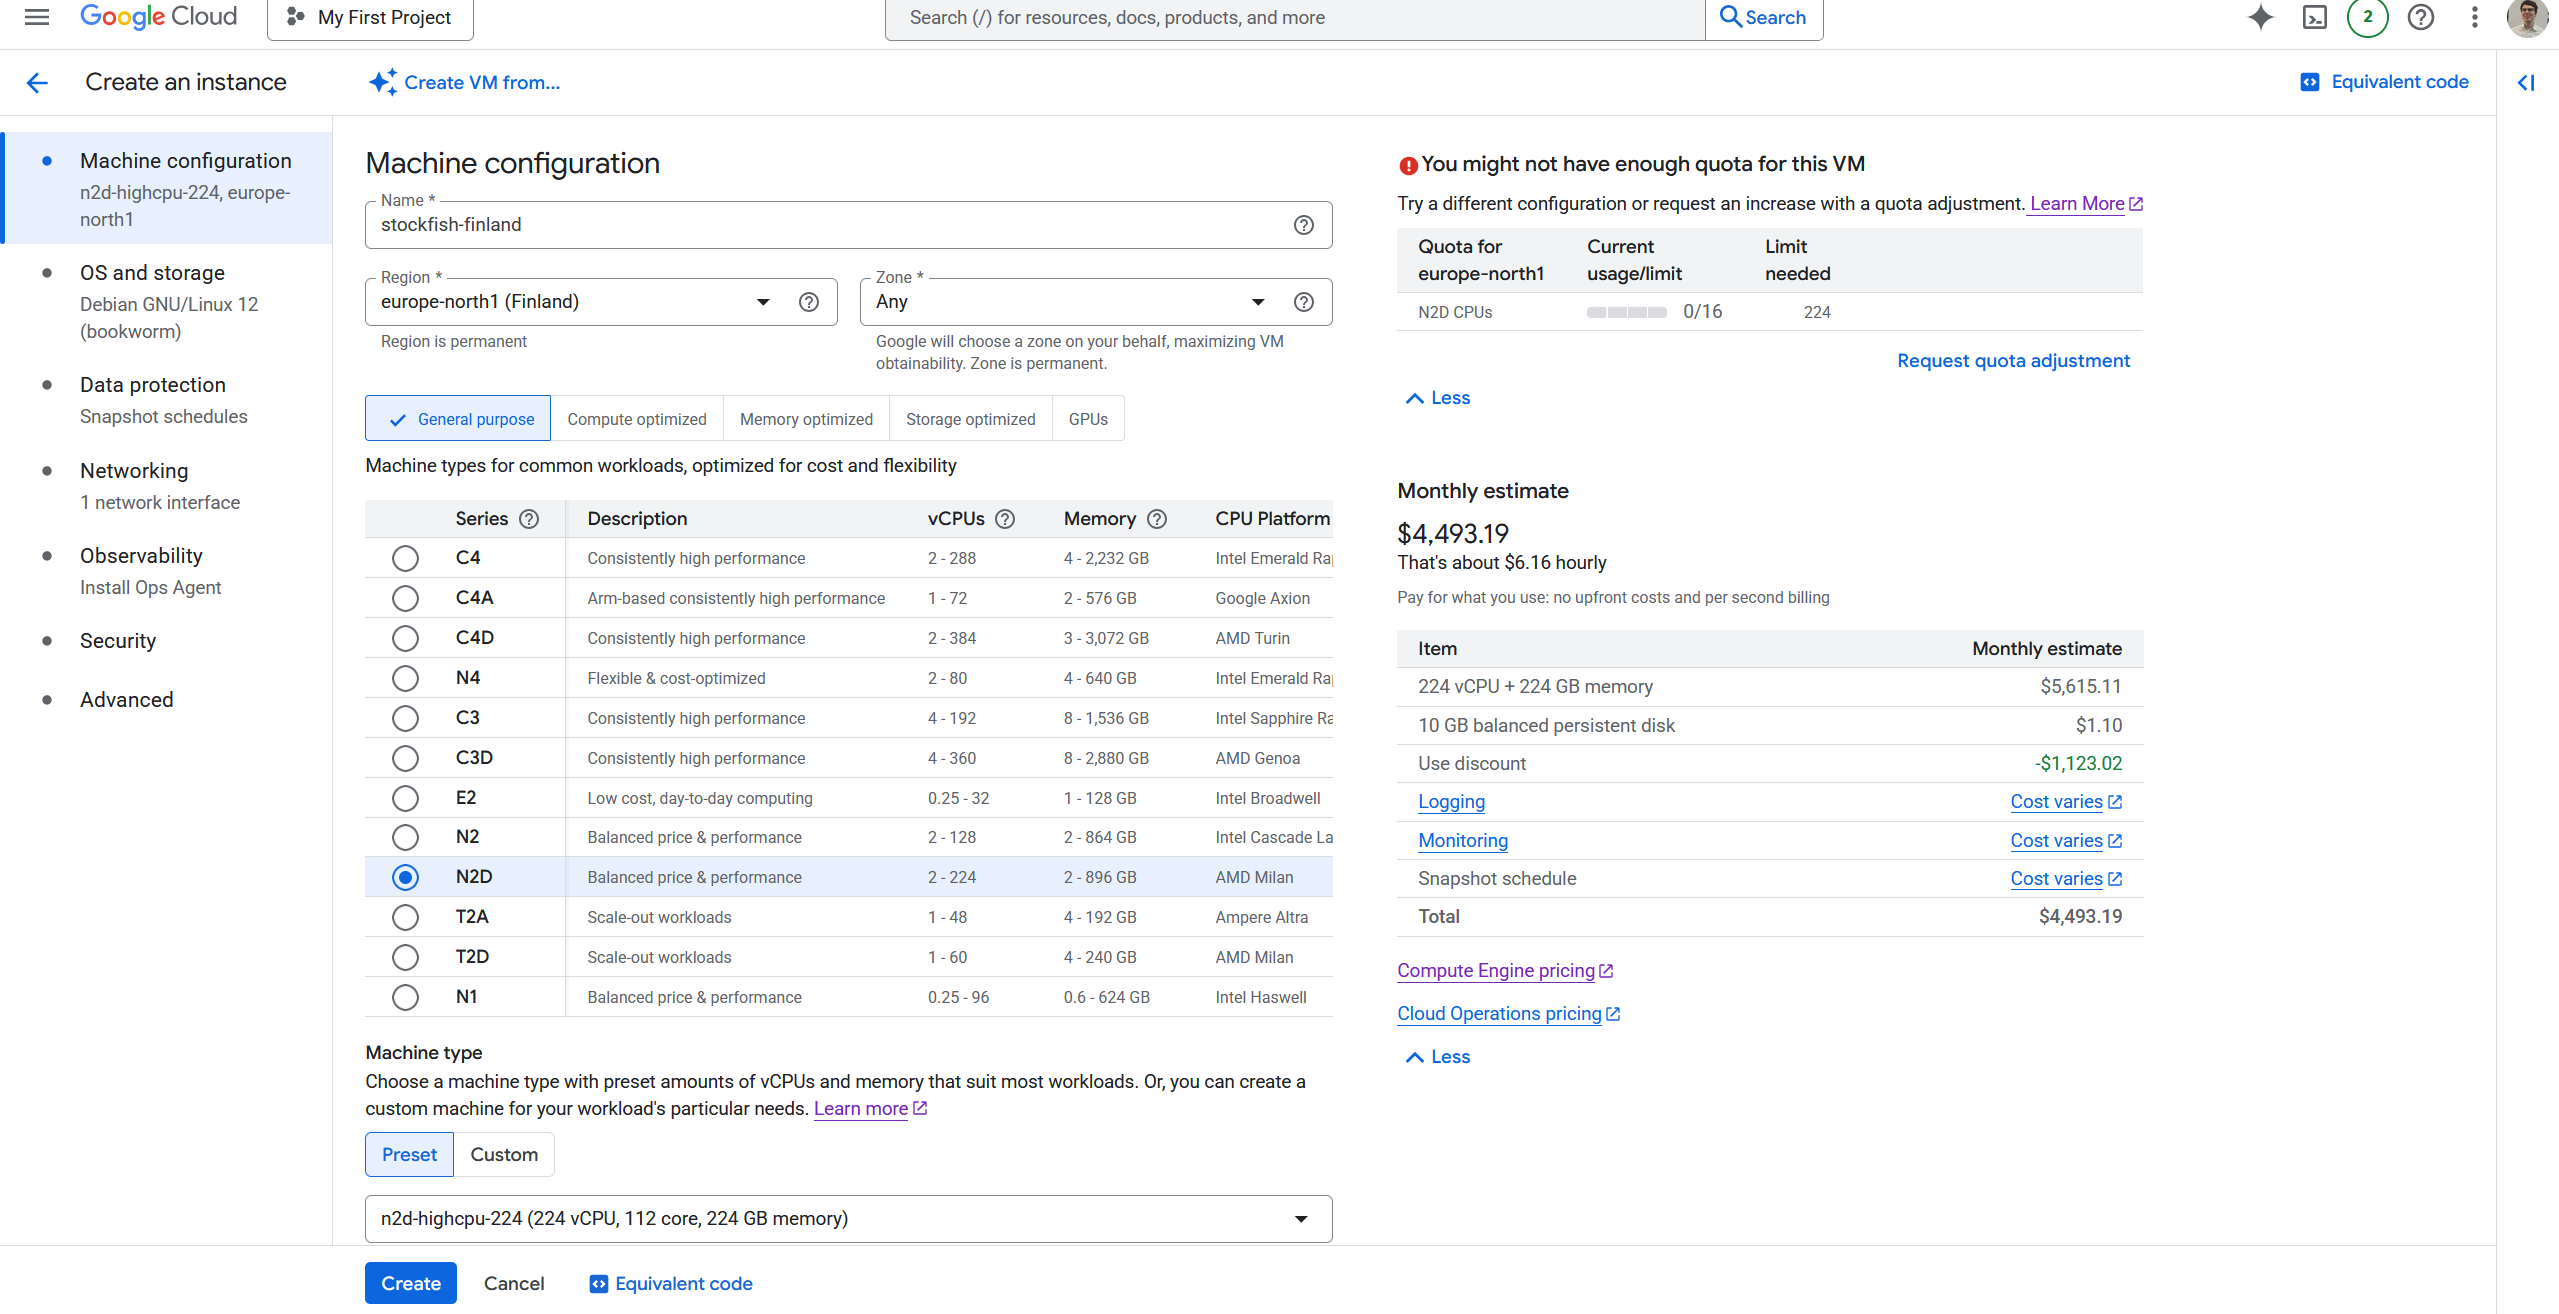 Google Cloud
My First Project
Search (/) for resources, docs, products, and more
Search
2
Create an instance
Create VM from...
Equivalent code
Machine configuration
n2d-highcpu-224, europe-
north1
OS and storage
Debian GNU/Linux 12
(bookworm)
Data protection
Snapshot schedules
Networking
1 network interface
Observability
Install Ops Agent
Security
Advanced
Machine configuration
Name *
stockfish-finland
Region *
europe-north1 (Finland)
Region is permanent
Zone *
Any
Google will choose a zone on your behalf, maximizing VM
obtainability. Zone is permanent.
General purpose
Compute optimized
Memory optimized
Storage optimized
GPUs
Machine types for common workloads, optimized for cost and flexibility
Series Description vCPUs Memory CPU Platform
C4 Consistently high performance 2 - 288 4 - 2,232 GB Intel Emerald Ra
C4A Arm-based consistently high performance 1 - 72 2 - 576 GB Google Axion
C4D Consistently high performance 2 - 384 3 - 3,072 GB AMD Turin
N4 Flexible & cost-optimized 2 - 80 4 - 640 GB Intel Emerald Ra
C3 Consistently high performance 4 - 192 8 - 1,536 GB Intel Sapphire Ra
C3D Consistently high performance 4 - 360 8 - 2,880 GB AMD Genoa
E2 Low cost, day-to-day computing 0.25 - 32 1 - 128 GB Intel Broadwell
N2 Balanced price & performance 2 - 128 2 - 864 GB Intel Cascade La
N2D Balanced price & performance 2 - 224 2 - 896 GB AMD Milan
T2A Scale-out workloads 1 - 48 4 - 192 GB Ampere Altra
T2D Scale-out workloads 1 - 60 4 - 240 GB AMD Milan
N1 Balanced price & performance 0.25 - 96 0.6 - 624 GB Intel Haswell
Machine type
Choose a machine type with preset amounts of vCPUs and memory that suit most workloads. Or, you can create a
custom machine for your workload's particular needs. Learn more
Preset
Custom
n2d-highcpu-224 (224 vCPU, 112 core, 224 GB memory)
Create
Cancel
Equivalent code
You might not have enough quota for this VM
Try a different configuration or request an increase with a quota adjustment. Learn More
Quota for Current Limit
europe-north1 usage/limit needed
N2D CPUs 0/16 224
Request quota adjustment
Less
Monthly estimate
$4,493.19
That's about $6.16 hourly
Pay for what you use: no upfront costs and per second billing
Item Monthly estimate
224 vCPU + 224 GB memory $5,615.11
10 GB balanced persistent disk $1.10
Use discount -$1,123.02
Logging Cost varies
Monitoring Cost varies
Snapshot schedule Cost varies
Total $4,493.19
Compute Engine pricing
Cloud Operations pricing
Less